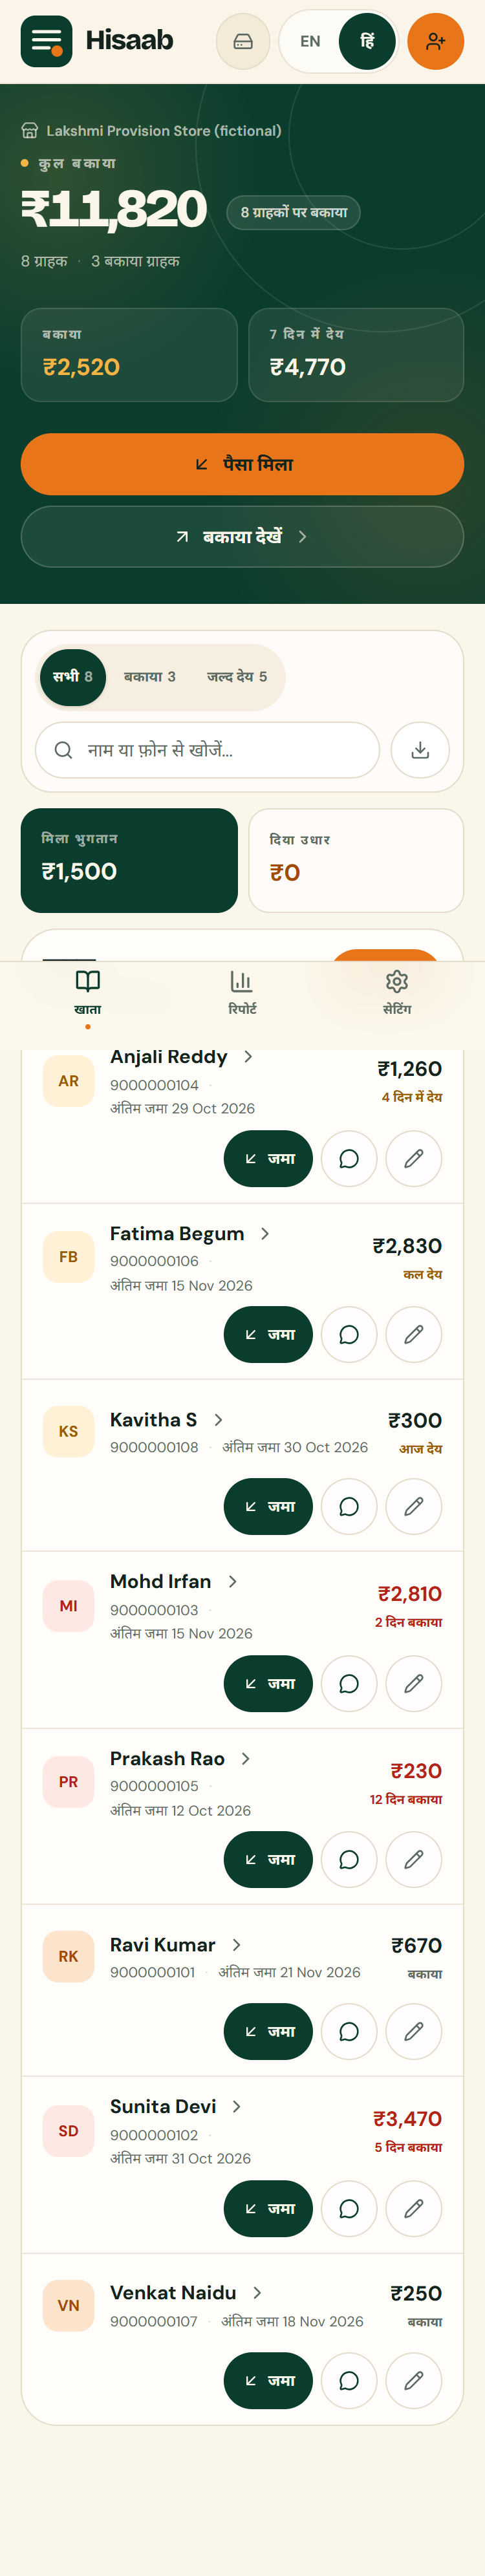 Hisaab
EN हिं
Lakshmi Provision Store (fictional)
कुल बकाया
₹11,820 8 ग्राहकों पर बकाया
8 ग्राहक · 3 बकाया ग्राहक
बकाया 7 दिन में देय
₹2,520 ₹4,770
पैसा मिला
बकाया देखें
सभी 8 बकाया 3 जल्द देय 5
नाम या फ़ोन से खोजें...
मिला भुगतान दिया उधार
₹1,500 ₹0
खाता रिपोर्ट सेटिंग
AR Anjali Reddy ₹1,260
9000000104 · 4 दिन में देय
अंतिम जमा 29 Oct 2026
जमा
Fatima Begum ₹2,830
FB 9000000106 · कल देय
अंतिम जमा 15 Nov 2026
जमा
KS Kavitha S ₹300
9000000108 · अंतिम जमा 30 Oct 2026 आज देय
जमा
Mohd Irfan ₹2,810
MI 9000000103 · 2 दिन बकाया
अंतिम जमा 15 Nov 2026
जमा
Prakash Rao ₹230
PR 9000000105 · 12 दिन बकाया
अंतिम जमा 12 Oct 2026
जमा
RK Ravi Kumar ₹670
9000000101 · अंतिम जमा 21 Nov 2026 बकाया
जमा
Sunita Devi ₹3,470
SD 9000000102 · 5 दिन बकाया
अंतिम जमा 31 Oct 2026
जमा
VN Venkat Naidu ₹250
9000000107 · अंतिम जमा 18 Nov 2026 बकाया
जमा